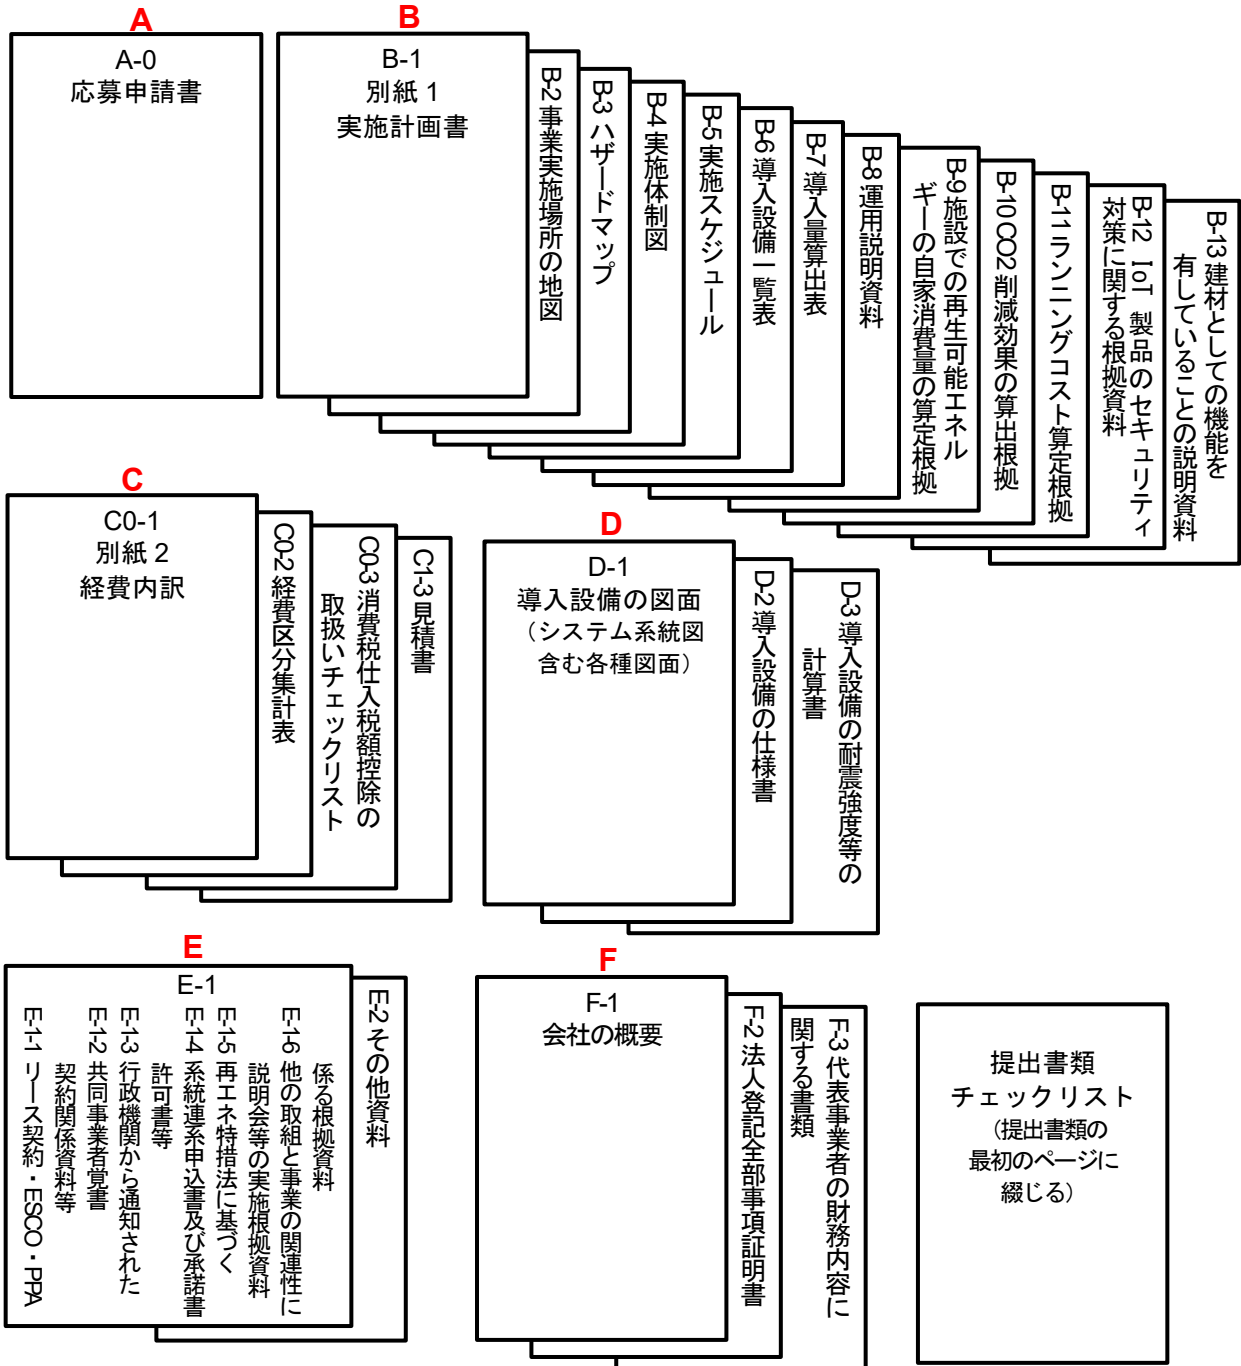 A
A-0
応募申請書
B
B-1
別紙 1
実施計画書
B-2 事業実施場所の地図
B-3 ハザードマップ
B-4 実施体制図
B-5 実施スケジュール
B-6 導入設備一覧表
B-7 導入量算出表
B-8 運用説明資料
B-9 施設での再生可能エネル
ギーの自家消費量の算定根拠
B-10 CO2 削減効果の算出根拠
B-11 ランニングコスト算定根拠
B-12 IoT 製品のセキュリティ
対策に関する根拠資料
B-13 建材としての機能を
有していることの説明資料
C
C0-1
別紙 2
経費内訳
C0-2 経費区分集計表
C0-3 消費税仕入税額控除の
取扱いチェックリスト
C1-3 見積書
D
D-1
導入設備の図面
（システム系統図
含む各種図面）
D-2 導入設備の仕様書
D-3 導入設備の耐震強度等の
計算書
E
E-1
E-1-1 リース契約・ESCO・PPA
契約関係資料等
E-1-2 共同事業者覚書
E-1-3 行政機関から通知された
許可書等
E-1-4 系統連系申込書及び承諾書
E-1-5 再エネ特措法に基づく
説明会等の実施根拠資料
E-1-6 他の取組と事業の関連性に
係る根拠資料
E-2 その他資料
F
F-1
会社の概要
F-2 法人登記全部事項証明書
F-3 代表事業者の財務内容に
関する書類
提出書類
チェックリスト
（提出書類の
最初のページに
綴じる）